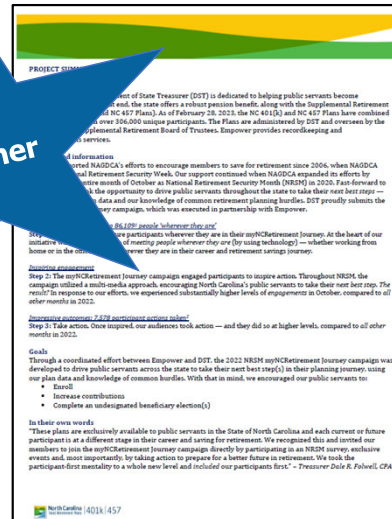 PROJECT SUMM
ent of State Treasurer (DST) is dedicated to helping public servants become
t end, the state offers a robust pension benefit, along with the Supplemental Retirement
nd NC 457 Plans). As of February 28, 2023, the NC 401(k) and NC 457 Plans have combined
over 306,000 unique participants. The Plans are administered by DST and overseen by the
pplemental Retirement Board of Trustees. Empower provides recordkeeping and
s services.
ner
d information
ported NAGDCA's efforts to encourage members to save for retirement since 2006, when NAGDCA
nal Retirement Security Week. Our support continued when NAGDCA expanded its efforts by
ntire month of October as National Retirement Security Month (NRSM) in 2020. Fast-forward to
k the opportunity to drive public servants throughout the state to take their next best steps —
n data and our knowledge of common retirement planning hurdles. DST proudly submits the
ney campaign, which was executed in partnership with Empower.
86,109¹ people 'wherever they are'
Step
are participants wherever they are in their myNCRetirement Journey. At the heart of our
initiative w
of meeting people wherever they are (by using technology) — whether working from
home or in the offi
rever they are in their career and retirement savings journey.
Inspiring engagement
Step 2: The myNCRetirement Journey campaign engaged participants to inspire action. Throughout NRSM, the
campaign utilized a multi-media approach, encouraging North Carolina's public servants to take their next best step. The
result? In response to our efforts, we experienced substantially higher levels of engagements in October, compared to all
other months in 2022.
Impressive outcomes: 7,578 participant actions taken¹
Step 3: Take action. Once inspired, our audiences took action — and they did so at higher levels, compared to all other
months in 2022.
Goals
Through a coordinated effort between Empower and DST, the 2022 NRSM myNCRetirement Journey campaign was
developed to drive public servants across the state to take their next best step(s) in their planning journey, using
our plan data and knowledge of common hurdles. With that in mind, we encouraged our public servants to:
• Enroll
• Increase contributions
• Complete an undesignated beneficiary election(s)
In their own words
"These plans are exclusively available to public servants in the State of North Carolina and each current or future
participant is at a different stage in their career and saving for retirement. We recognized this and invited our
members to join the myNCRetirement Journey campaign directly by participating in an NRSM survey, exclusive
events and, most importantly, by taking action to prepare for a better future in retirement. We took the
participant-first mentality to a whole new level and included our participants first." – Treasurer Dale R. Folwell, CPA
North Carolina
Total Retirement Plans
401k 457